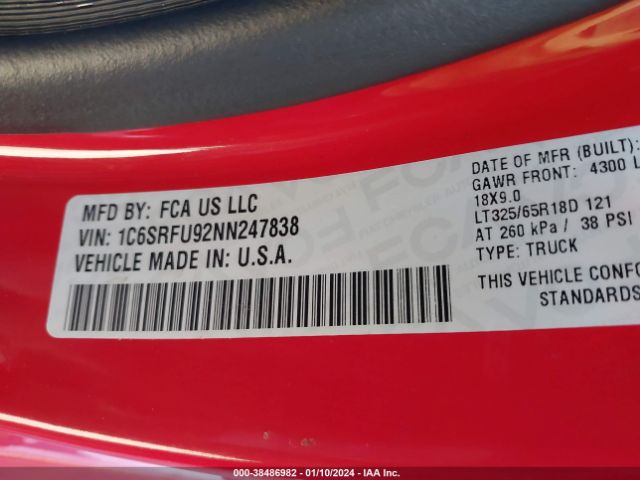 MFD BY: FCA US LLC
VIN: 1C6SRFU92NN247838
VEHICLE MADE IN: U.S.A.
DATE OF MFR (BUILT):
GAWR FRONT: 4300 L
18X9.0
LT325/65R18D 121
AT 260 kPa / 38 PSI
TYPE: TRUCK
THIS VEHICLE CONFO
STANDARDS
000-38486982 - 01/10/2024 - IAA Inc.